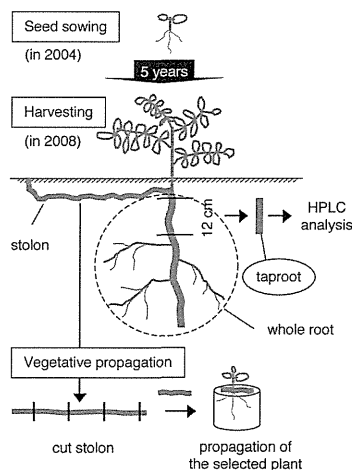 Seed sowing
(in 2004)
5 years
Harvesting
(in 2008)
12 cm
HPLC
analysis
stolon
taproot
whole root
Vegetative propagation
cut stolon
propagation of
the selected plant